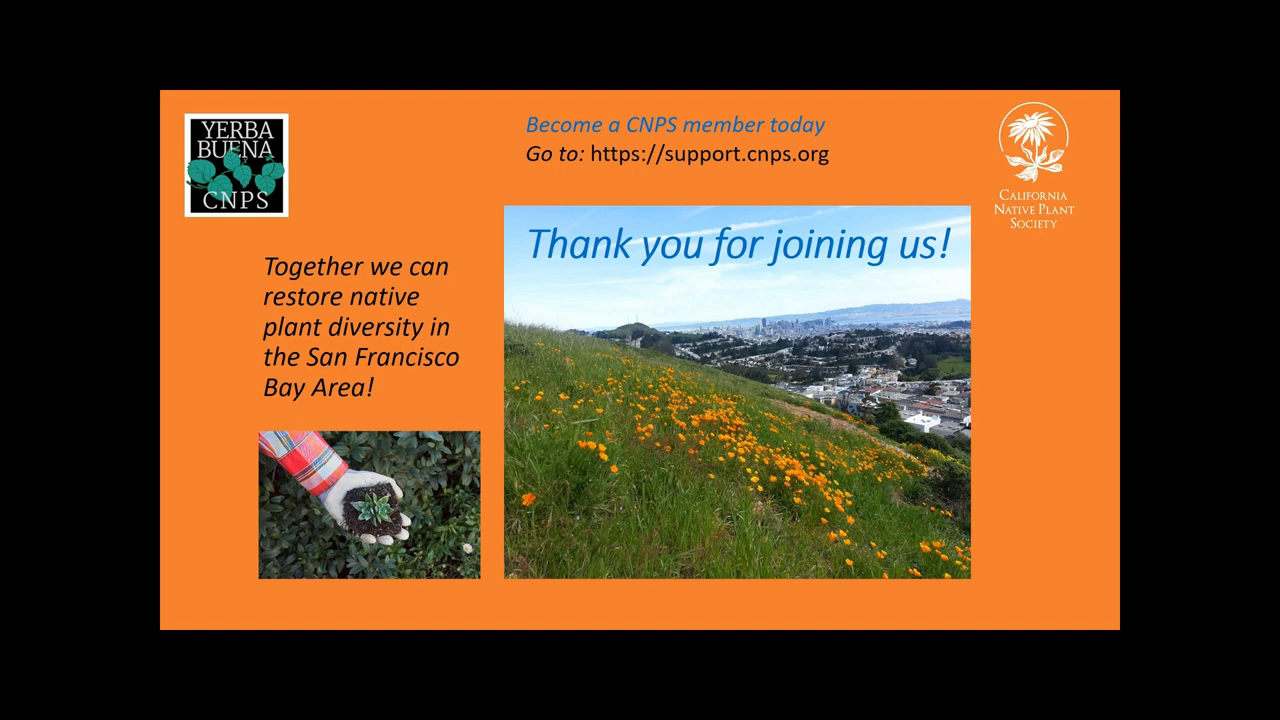 YERBA
BUENA
CNPS
Become a CNPS member today
Go to: https://support.cnps.org
CALIFORNIA
NATIVE PLANT
SOCIETY
Thank you for joining us!
Together we can
restore native
plant diversity in
the San Francisco
Bay Area!